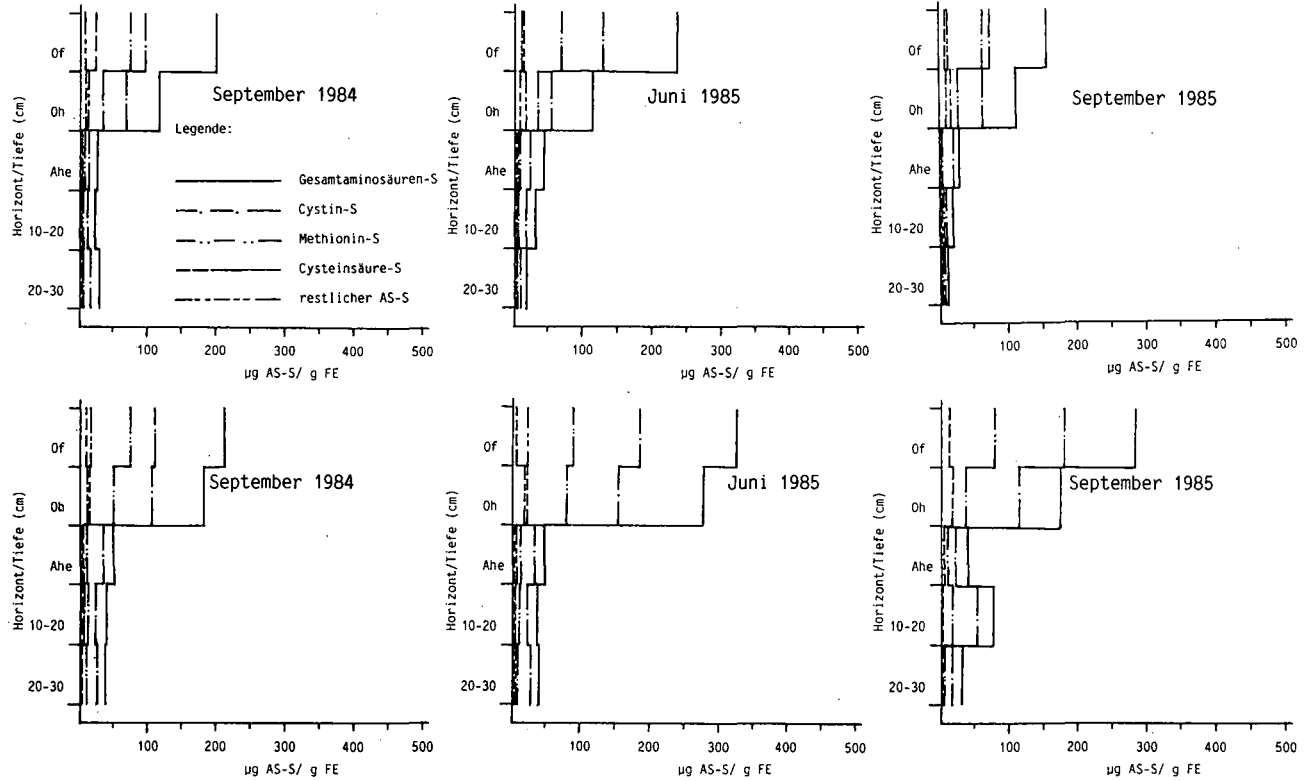 Horizont/Tiefe (cm)
Of
Oh
Ahe
10-20
20-30
September 1984
Legende:
Gesamtaminosäuren-S
Cystin-S
Methionin-S
Cysteinsäure-S
restlicher AS-S
100 200 300 400 500
µg AS-S/ g FE
Horizont/Tiefe (cm)
Of
Oh
Ahe
10-20
20-30
Juni 1985
100 200 300 400 500
µg AS-S/ g FE
Horizont/Tiefe (cm)
Of
Oh
Ahe
10-20
20-30
September 1985
100 200 300 400 500
µg AS-S/ g FE
Horizont/Tiefe (cm)
Of
Oh
Ahe
10-20
20-30
September 1984
100 200 300 400 500
µg AS-S/ g FE
Horizont/Tiefe (cm)
Of
Oh
Ahe
10-20
20-30
Juni 1985
100 200 300 400 500
µg AS-S/ g FE
Horizont/Tiefe (cm)
Of
Oh
Ahe
10-20
20-30
September 1985
100 200 300 400 500
µg AS-S/ g FE